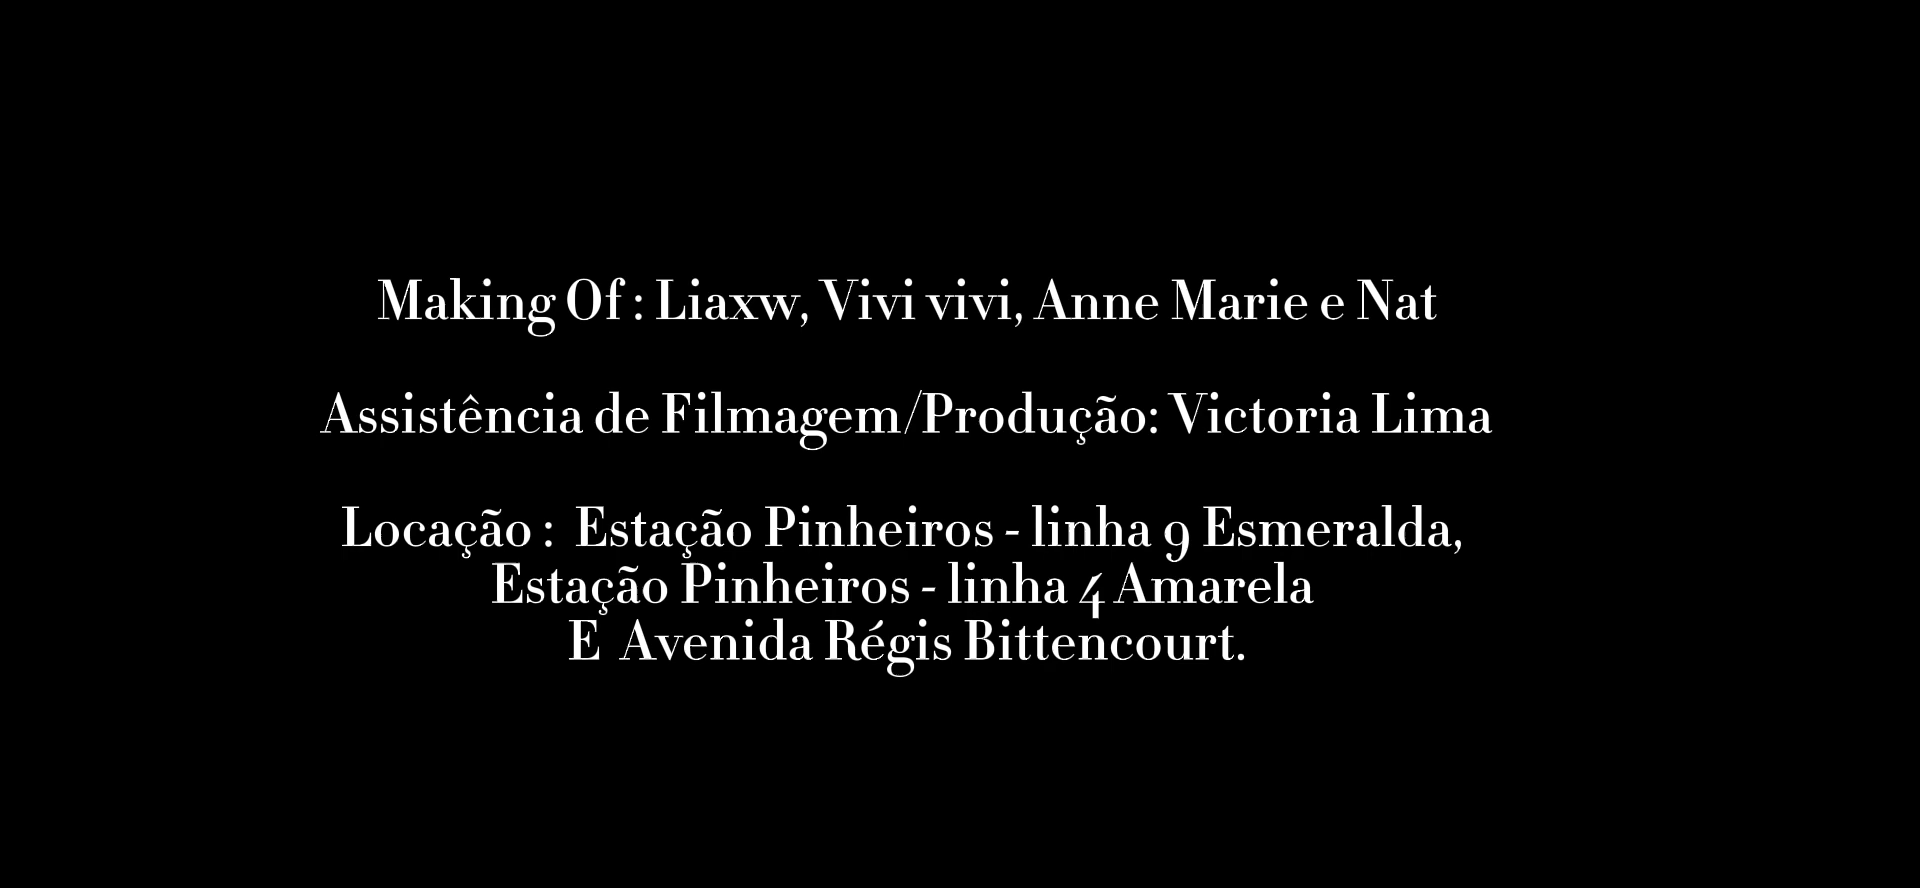 Making Of : Liaxw, Vivi vivi, Anne Marie e Nat
Assistência de Filmagem/Produção: Victoria Lima
Locação :  Estação Pinheiros - linha 9 Esmeralda,
Estação Pinheiros - linha 4 Amarela
E  Avenida Régis Bittencourt.